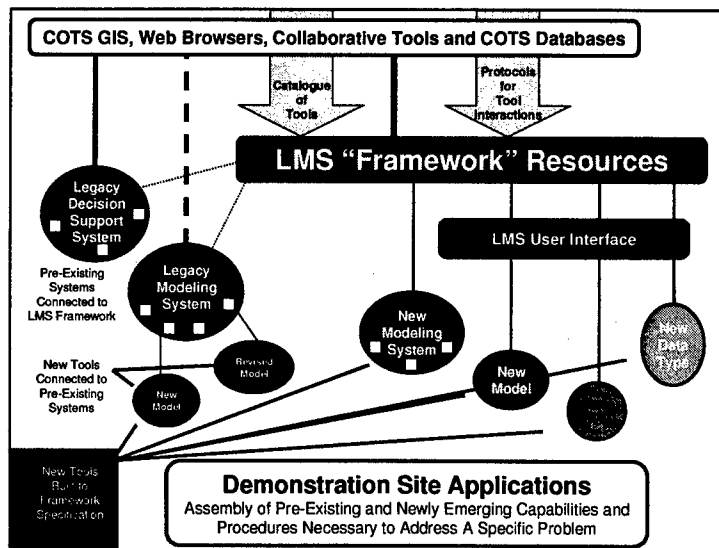 COTS GIS, Web Browsers, Collaborative Tools and COTS Databases
Catalogue
of
Tools
Protocols
for
Tool
Interactions
LMS "Framework" Resources
Legacy
Decision
Support
System
LMS User Interface
Pre-Existing
Systems
Connected to
LMS Framework
Legacy
Modeling
System
New
Modeling
System
New
Data
Type
New Tools
Connected to
Pre-Existing
Systems
Revised
Model
New
Model
New
Model
New Tools
Built to
Framework
Specification
Demonstration Site Applications
Assembly of Pre-Existing and Newly Emerging Capabilities and
Procedures Necessary to Address A Specific Problem